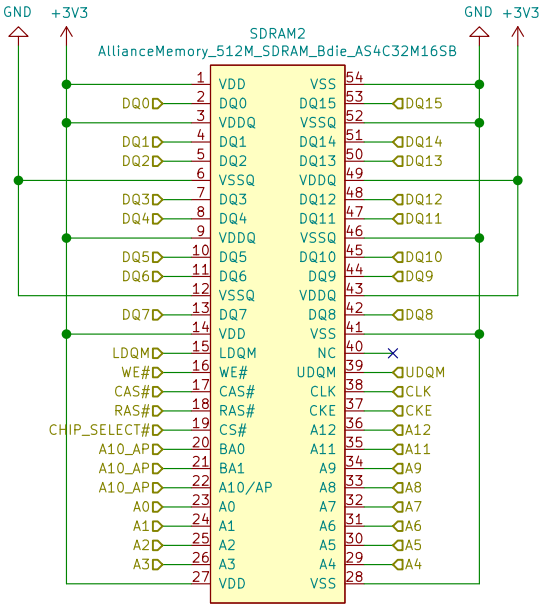 GND +3V3 GND +3V3
SDRAM2
AllianceMemory_512M_SDRAM_Bdie_AS4C32M16SB
1 VDD VSS 54
DQ0 2 DQ0 DQ15 53 DQ15
3 VDDQ VSSQ 52
DQ1 4 DQ1 DQ14 51 DQ14
DQ2 5 DQ2 DQ13 50 DQ13
6 VSSQ VDDQ 49
DQ3 7 DQ3 DQ12 48 DQ12
DQ4 8 DQ4 DQ11 47 DQ11
9 VDDQ VSSQ 46
DQ5 10 DQ5 DQ10 45 DQ10
DQ6 11 DQ6 DQ9 44 DQ9
12 VSSQ VDDQ 43
DQ7 13 DQ7 DQ8 42 DQ8
14 VDD VSS 41
LDQM 15 LDQM NC 40
WE# 16 WE# UDQM 39 UDQM
CAS# 17 CAS# CLK 38 CLK
RAS# 18 RAS# CKE 37 CKE
CHIP_SELECT# 19 CS# A12 36 A12
A10_AP 20 BA0 A11 35 A11
A10_AP 21 BA1 A9 34 A9
A10_AP 22 A10/AP A8 33 A8
A0 23 A0 A7 32 A7
A1 24 A1 A6 31 A6
A2 25 A2 A5 30 A5
A3 26 A3 A4 29 A4
27 VDD VSS 28